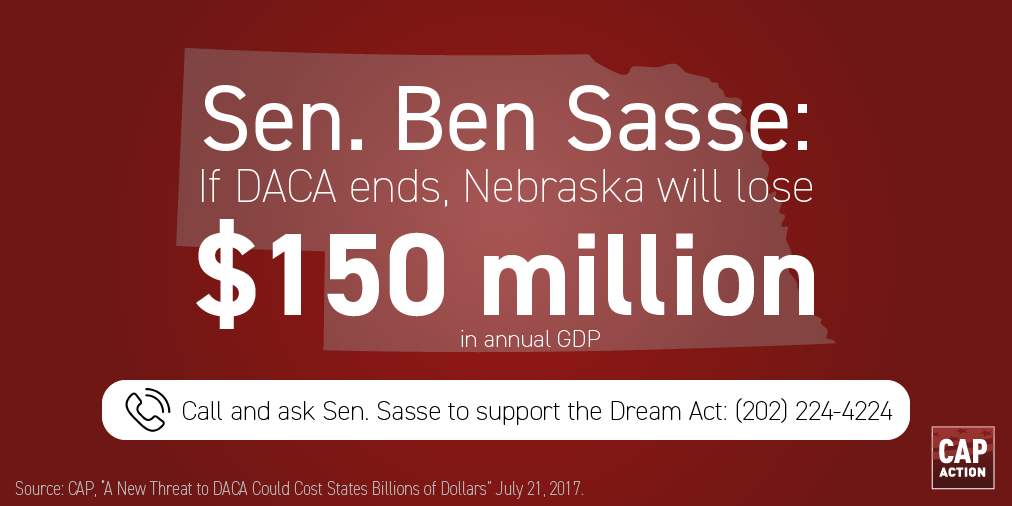 Sen. Ben Sasse:
If DACA ends, Nebraska will lose
$150 million
in annual GDP
Call and ask Sen. Sasse to support the Dream Act: (202) 224-4224
CAP
ACTION
Source: CAP, "A New Threat to DACA Could Cost States Billions of Dollars" July 21, 2017.